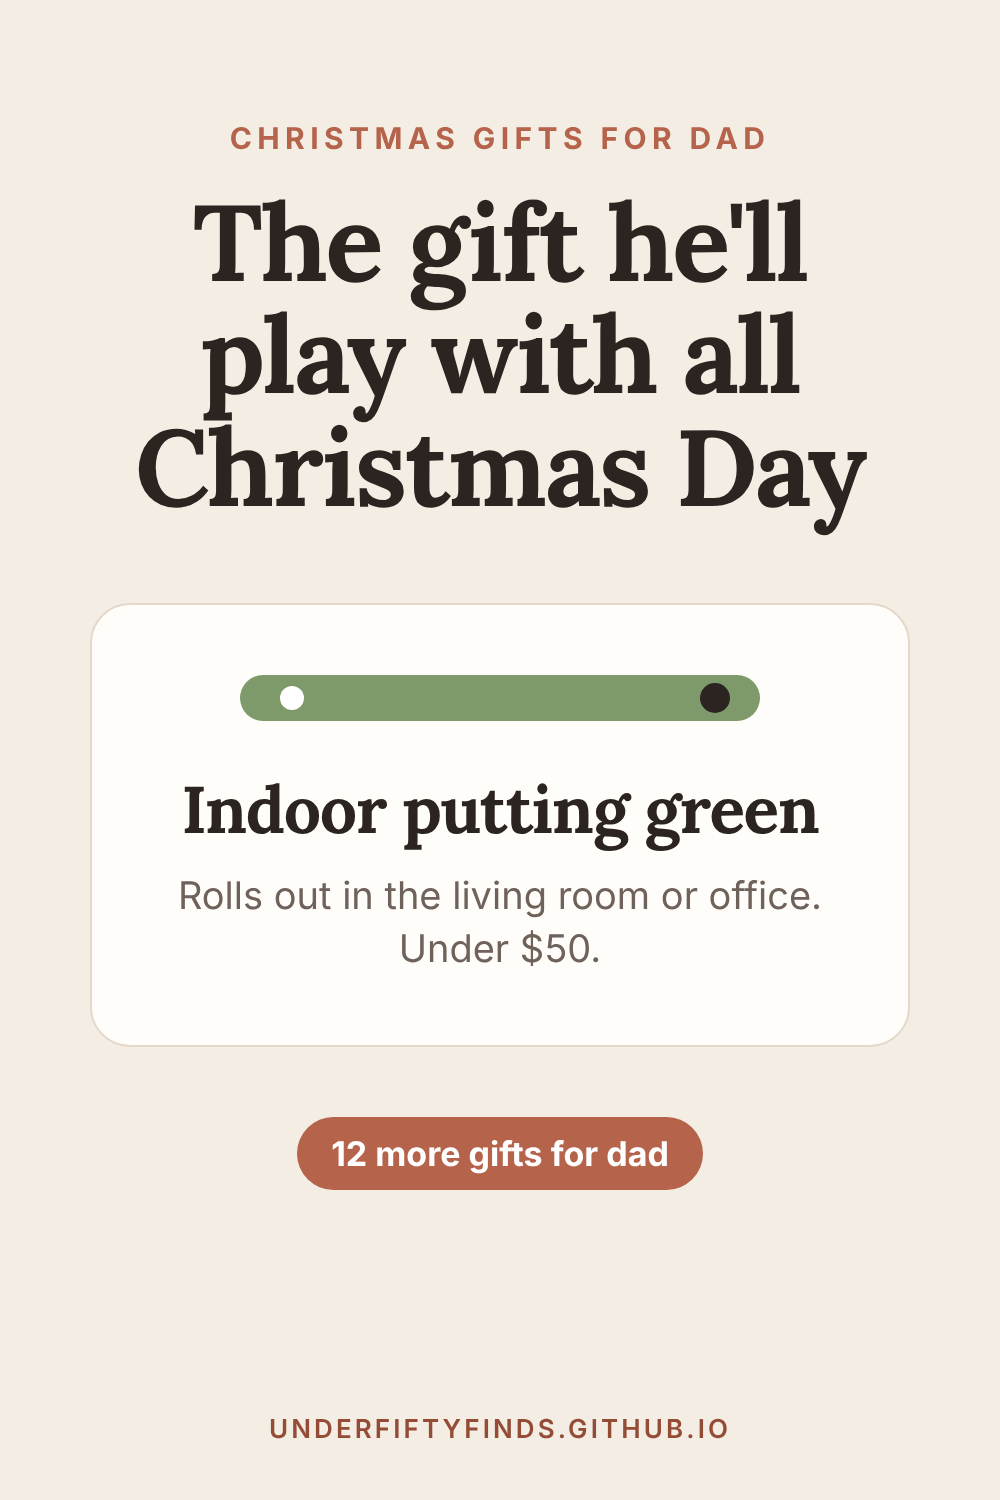 CHRISTMAS GIFTS FOR DAD
The gift he'll
play with all
Christmas Day
Indoor putting green
Rolls out in the living room or office.
Under $50.
12 more gifts for dad
UNDERFIFTYFINDS.GITHUB.IO